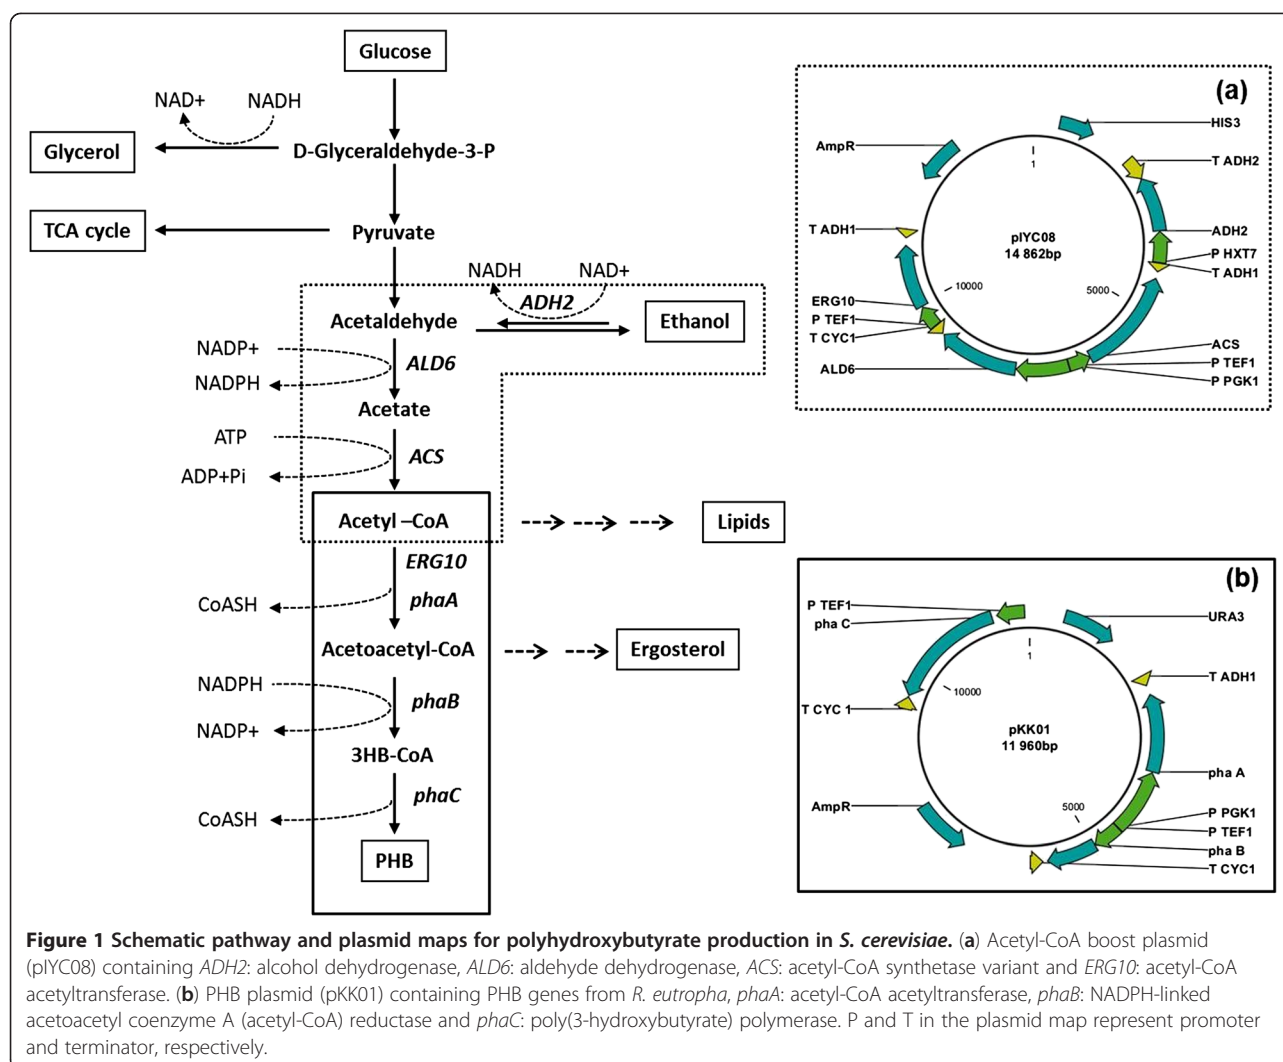 Glucose
NAD+ NADH
Glycerol
D-Glyceraldehyde-3-P
TCA cycle
Pyruvate
NADH NAD+
ADH2
Acetaldehyde
Ethanol
NADP+
ALD6
NADPH
Acetate
ATP
ACS
ADP+Pi
Acetyl –CoA
Lipids
ERG10
CoASH
phaA
Acetoacetyl-CoA
Ergosterol
NADPH
phaB
NADP+
3HB-CoA
phaC
CoASH
PHB
(a)
HIS3
AmpR
1
T ADH2
T ADH1
pIYC08
14 862bp
ADH2
P HXT7
T ADH1
10000
5000
ERG10
P TEF1
T CYC1
ALD6
ACS
P TEF1
P PGK1
(b)
P TEF1
pha C
URA3
1
T ADH1
10000
T CYC 1
pKK01
11 960bp
pha A
AmpR
5000
P PGK1
P TEF1
pha B
T CYC1
Figure 1 Schematic pathway and plasmid maps for polyhydroxybutyrate production in S. cerevisiae. (a) Acetyl-CoA boost plasmid
(pIYC08) containing ADH2: alcohol dehydrogenase, ALD6: aldehyde dehydrogenase, ACS: acetyl-CoA synthetase variant and ERG10: acetyl-CoA
acetyltransferase. (b) PHB plasmid (pKK01) containing PHB genes from R. eutropha, phaA: acetyl-CoA acetyltransferase, phaB: NADPH-linked
acetoacetyl coenzyme A (acetyl-CoA) reductase and phaC: poly(3-hydroxybutyrate) polymerase. P and T in the plasmid map represent promoter
and terminator, respectively.